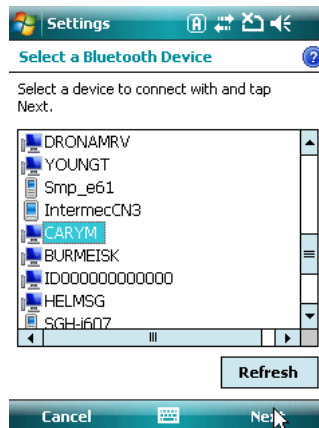 Settings
Select a Bluetooth Device
Select a device to connect with and tap
Next.
DRONAMRV
YOUNGT
Smp_e61
IntermecCN3
CARYM
BURMEISK
ID000000000000
HELMSG
SGH-i607
Refresh
Cancel
Next